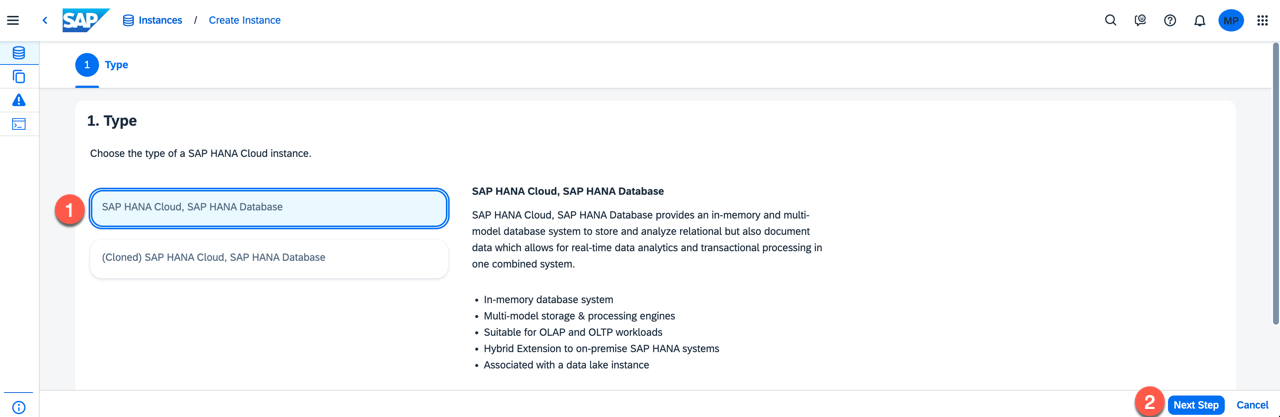 SAP Instances / Create Instance MP
1 Type
1. Type
Choose the type of a SAP HANA Cloud instance.
1
SAP HANA Cloud, SAP HANA Database
(Cloned) SAP HANA Cloud, SAP HANA Database
SAP HANA Cloud, SAP HANA Database
SAP HANA Cloud, SAP HANA Database provides an in-memory and multi-
model database system to store and analyze relational but also document
data which allows for real-time data analytics and transactional processing in
one combined system.
• In-memory database system
• Multi-model storage & processing engines
• Suitable for OLAP and OLTP workloads
• Hybrid Extension to on-premise SAP HANA systems
• Associated with a data lake instance
2 Next Step Cancel